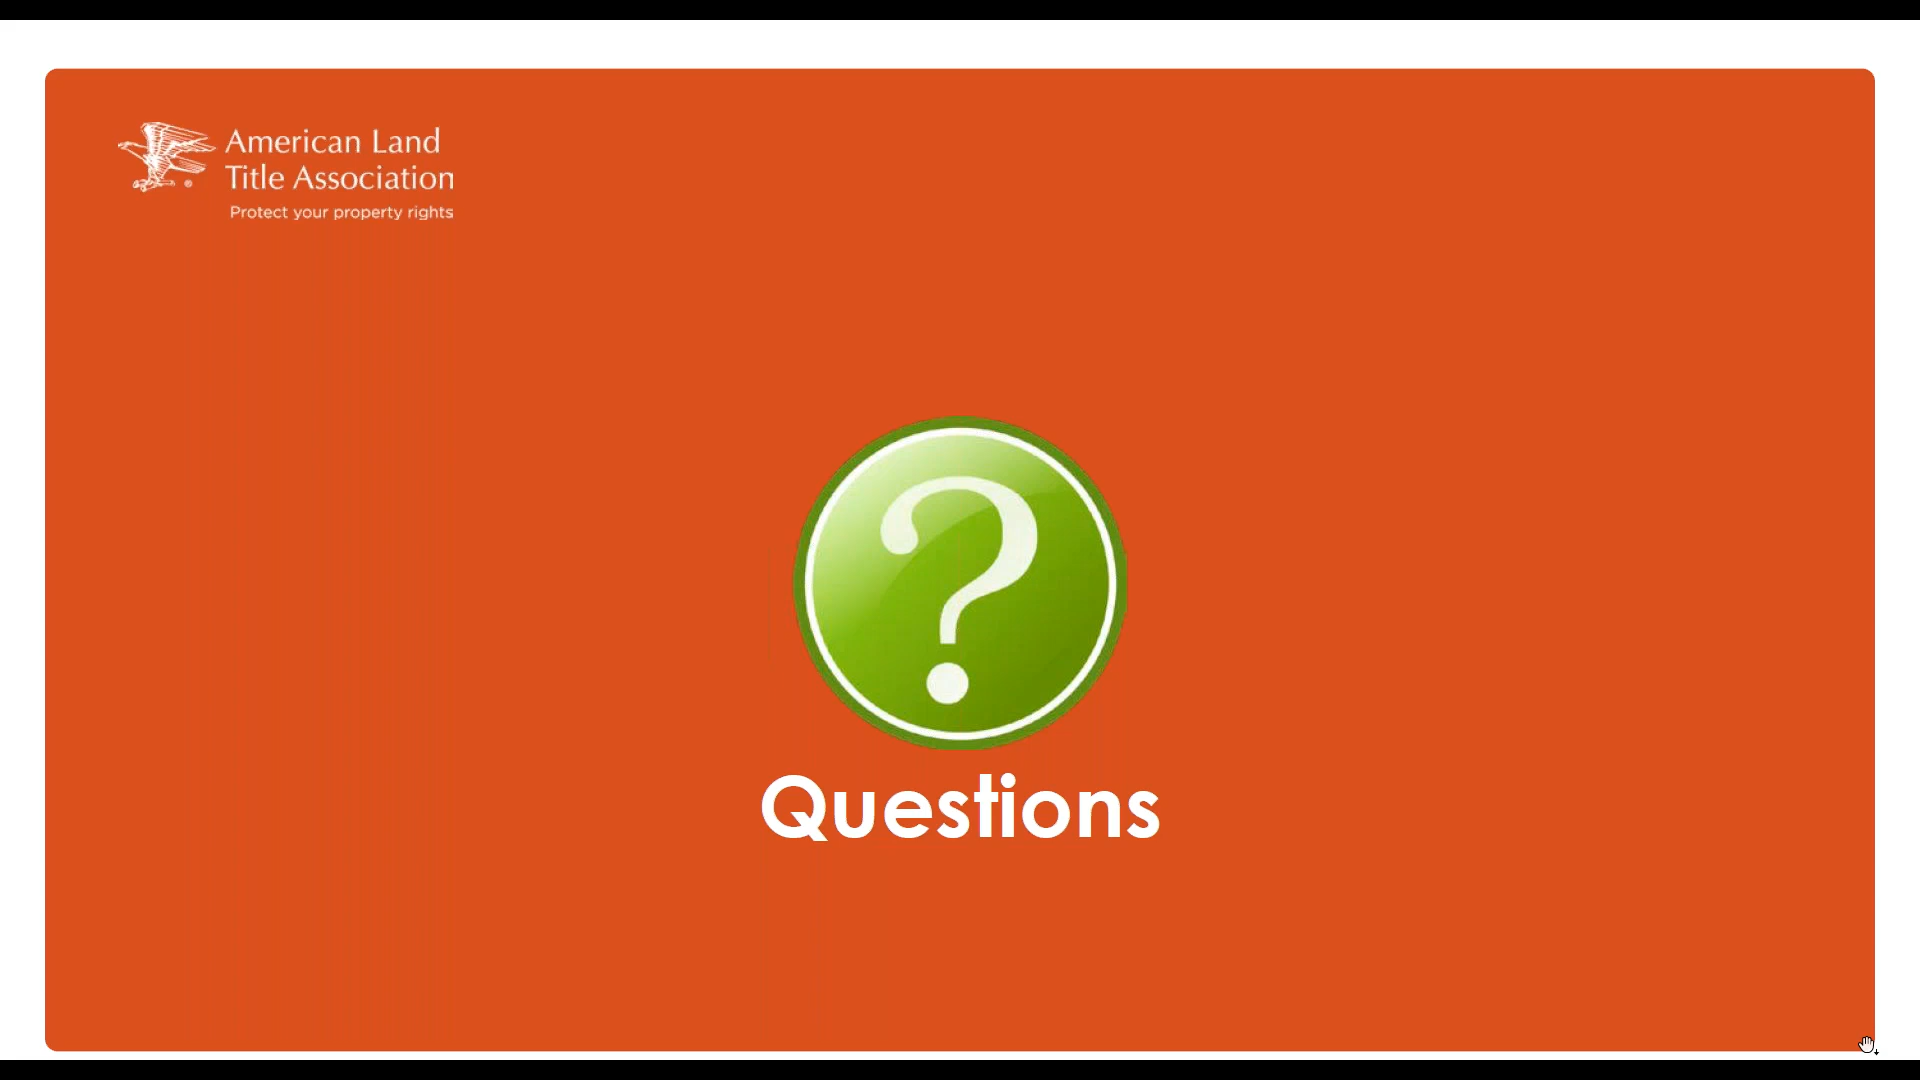 American Land
Title Association
®
Protect your property rights
?
Questions